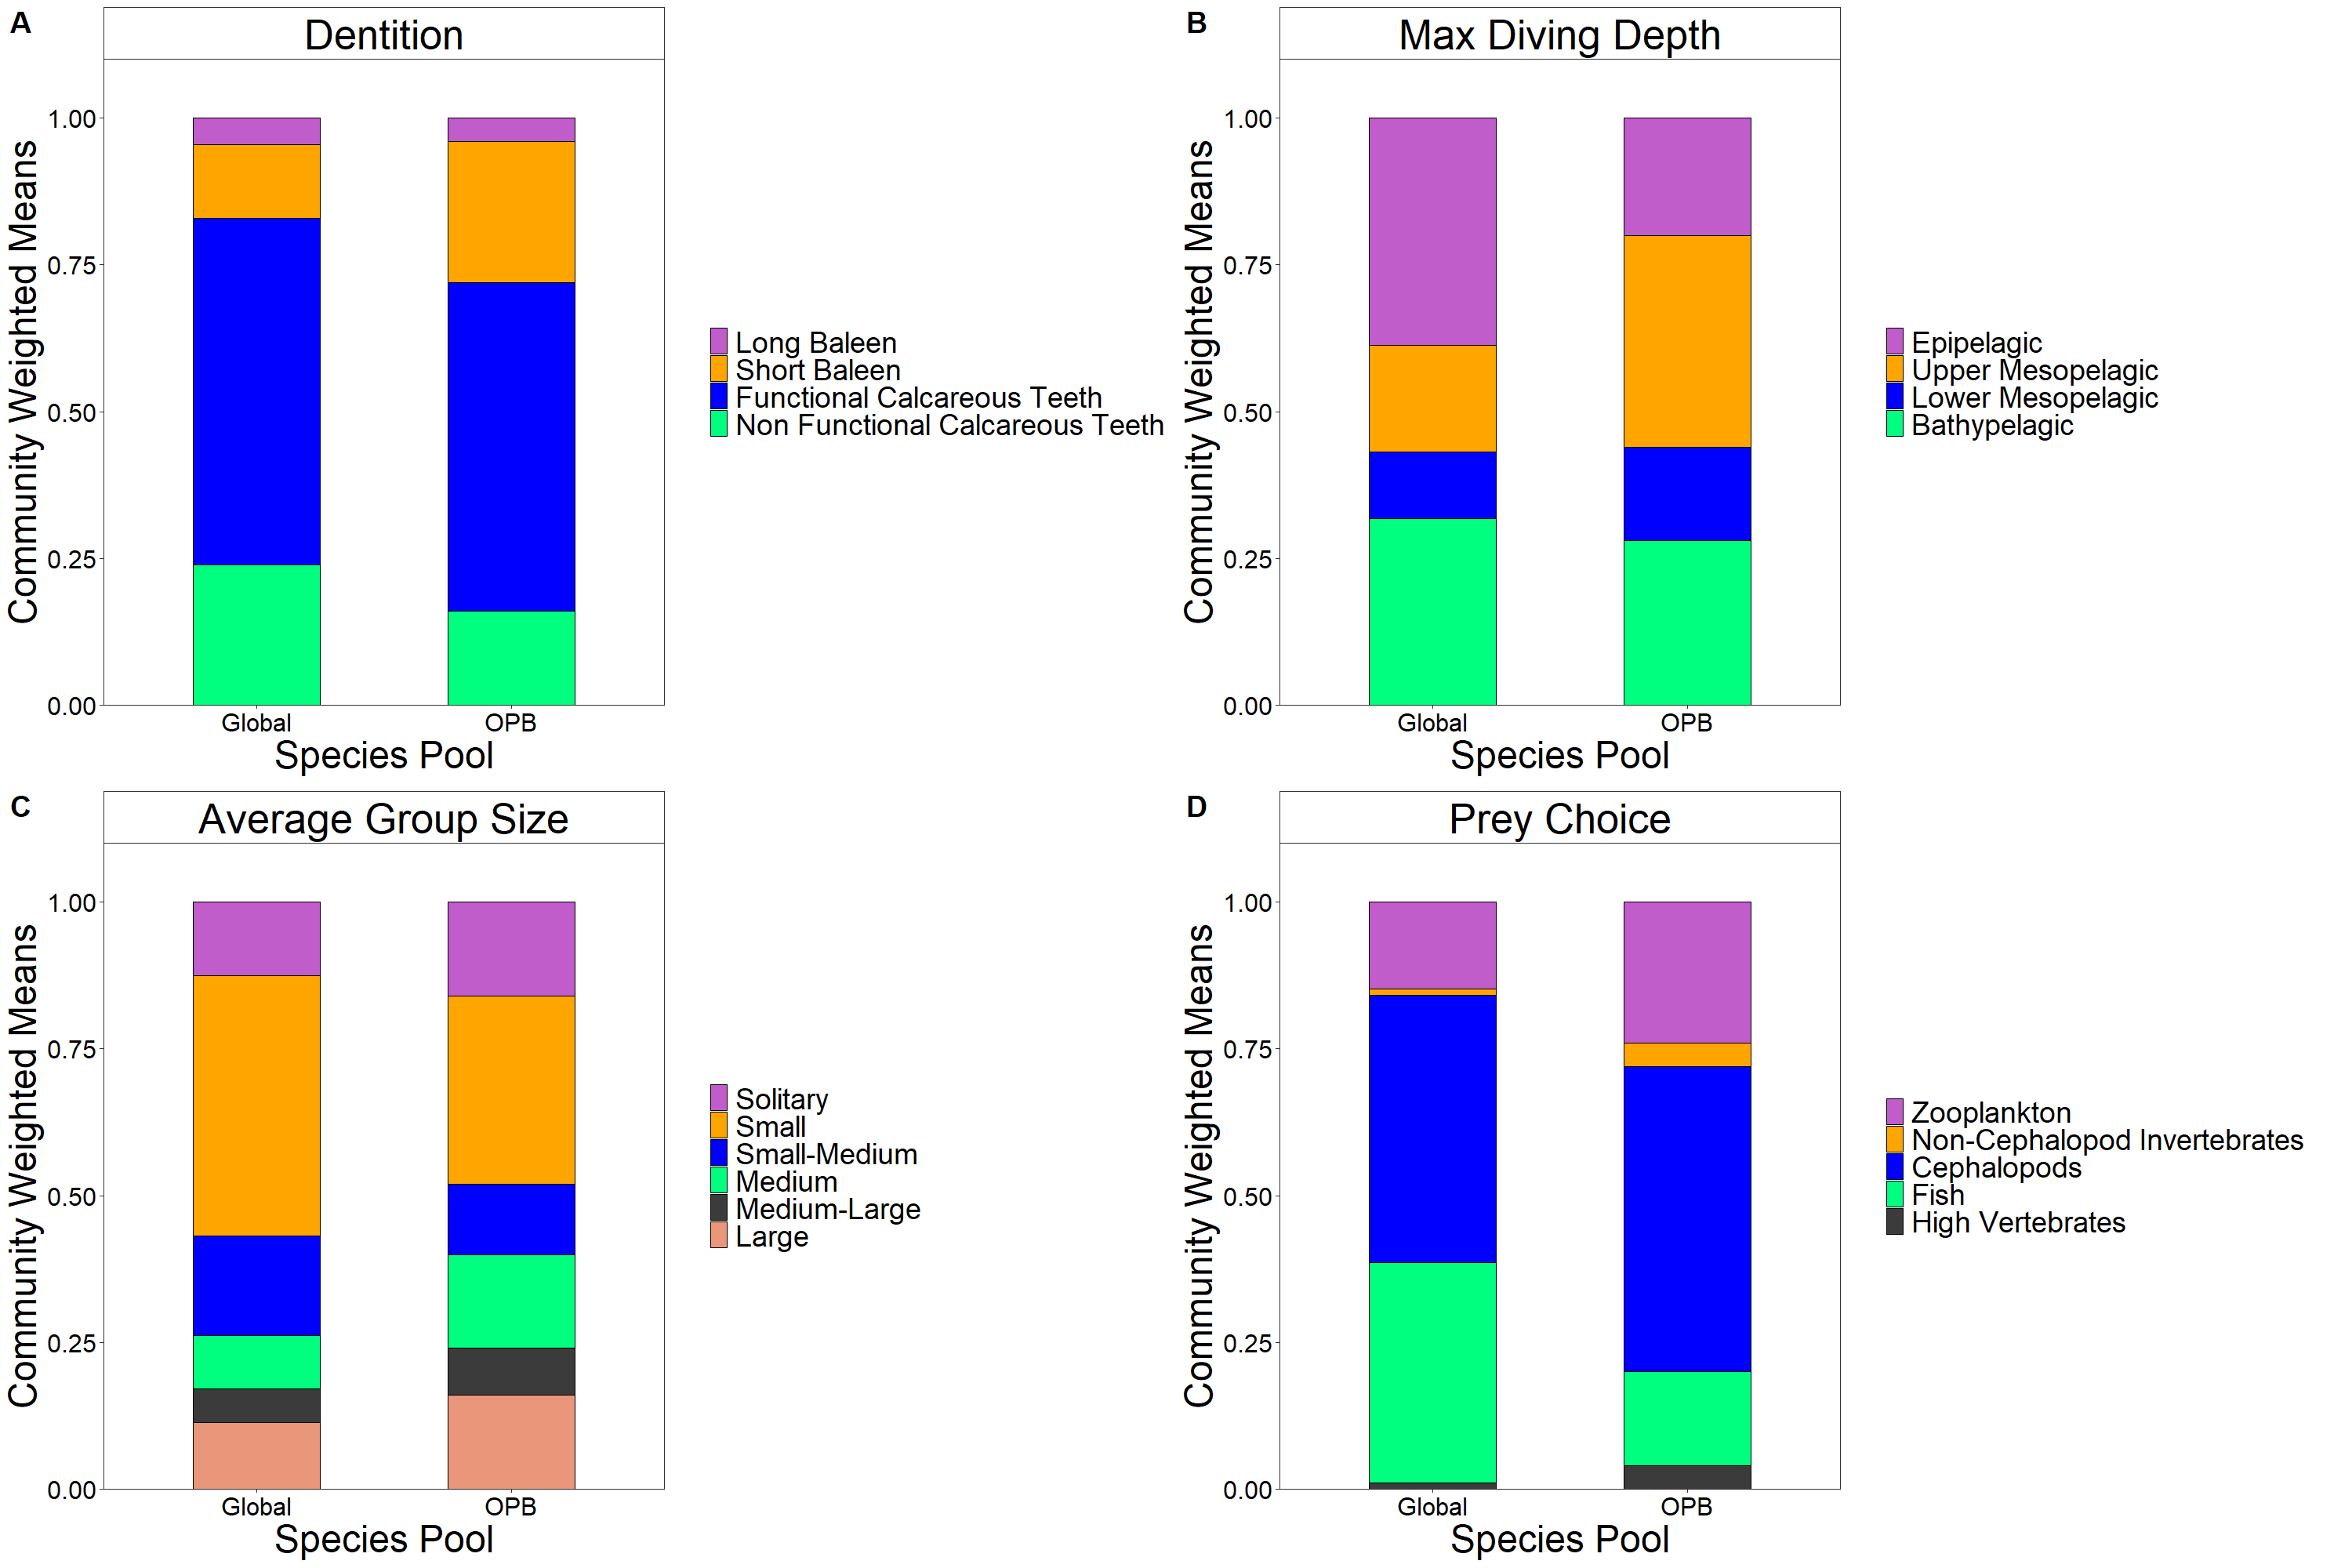 A
Dentition
Community Weighted Means
1.00
0.75
0.50
0.25
0.00
Global
OPB
Species Pool
Long Baleen
Short Baleen
Functional Calcareous Teeth
Non Functional Calcareous Teeth
B
Max Diving Depth
Community Weighted Means
1.00
0.75
0.50
0.25
0.00
Global
OPB
Species Pool
Epipelagic
Upper Mesopelagic
Lower Mesopelagic
Bathypelagic
C
Average Group Size
Community Weighted Means
1.00
0.75
0.50
0.25
0.00
Global
OPB
Species Pool
Solitary
Small
Small-Medium
Medium
Medium-Large
Large
D
Prey Choice
Community Weighted Means
1.00
0.75
0.50
0.25
0.00
Global
OPB
Species Pool
Zooplankton
Non-Cephalopod Invertebrates
Cephalopods
Fish
High Vertebrates